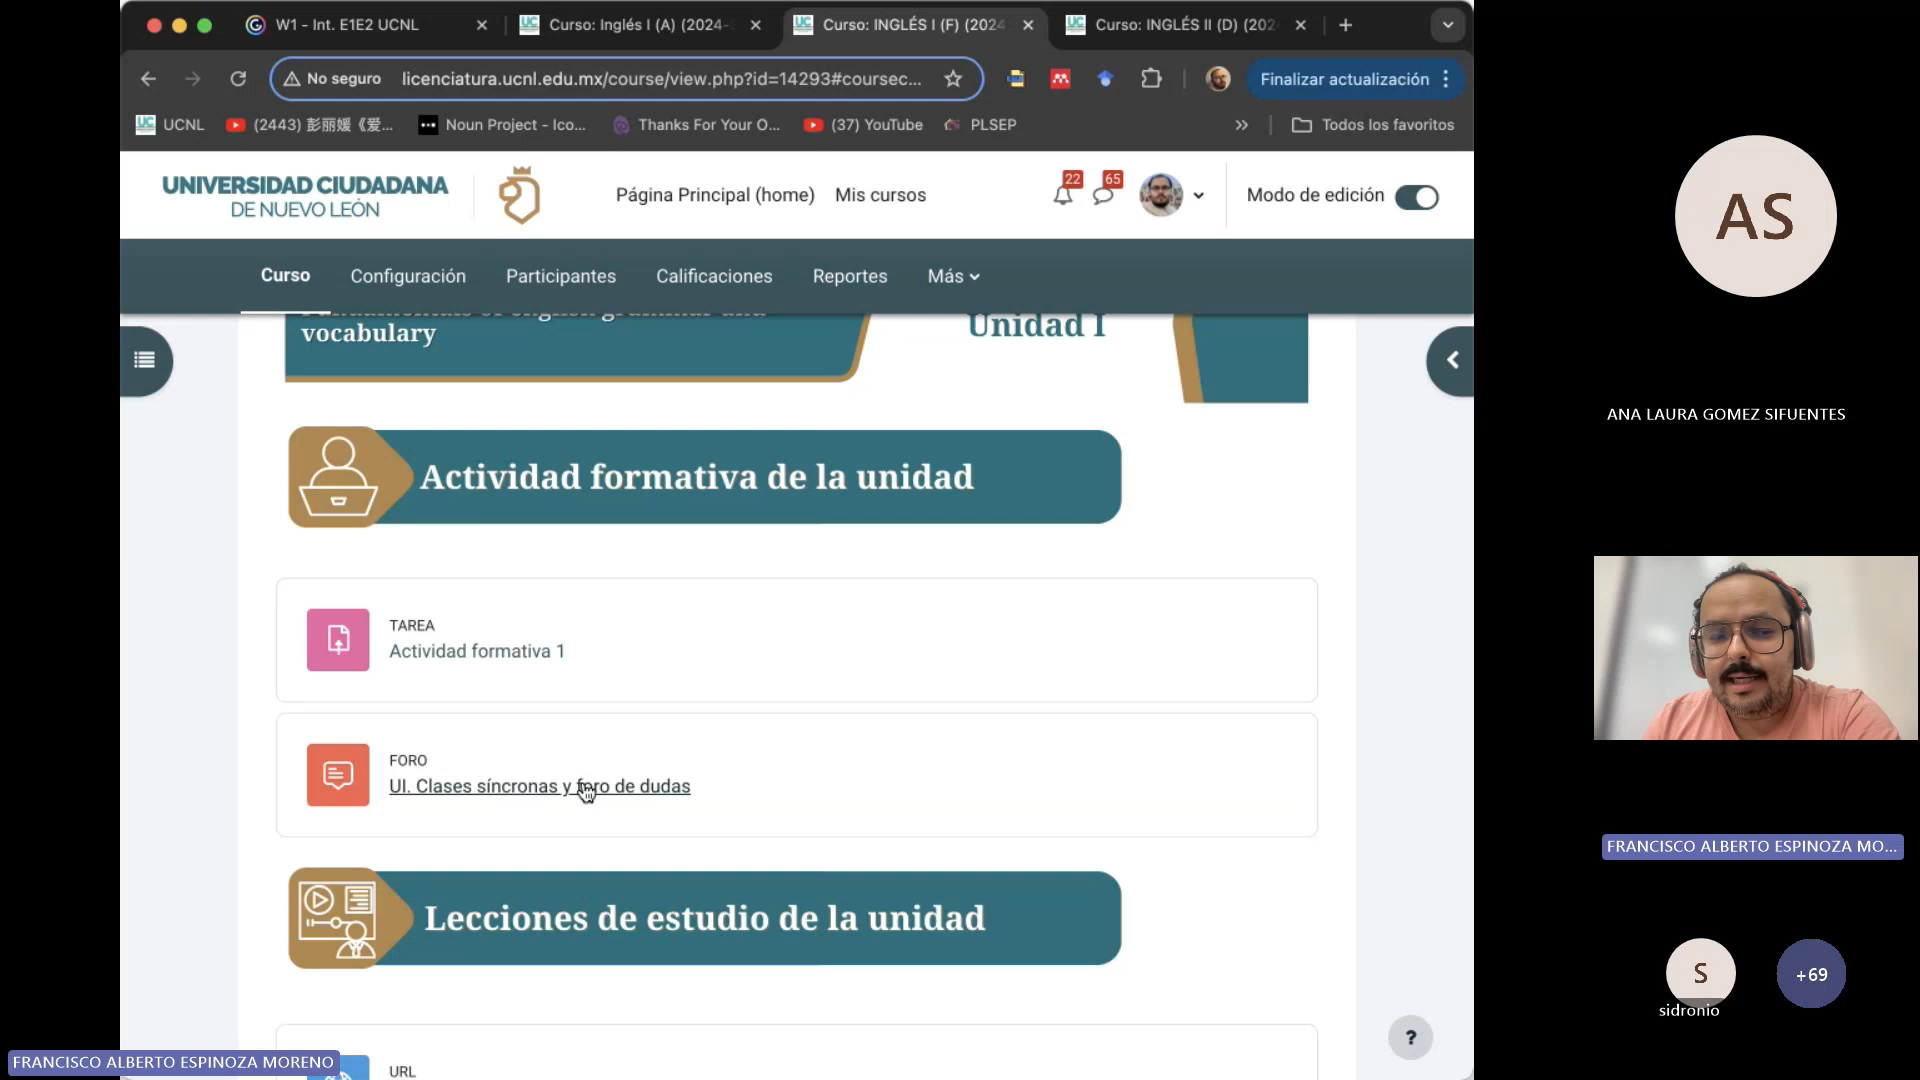 W1 - Int. E1E2 UCNL
Curso: Inglés I (A) (2024-
Curso: INGLÉS I (F) (2024
Curso: INGLÉS II (D) (202
No seguro
licenciatura.ucnl.edu.mx/course/view.php?id=14293#coursec...
Finalizar actualización
UCNL
(2443) 彭丽媛《爱...
Noun Project - Ico...
Thanks For Your O...
(37) YouTube
PLSEP
Todos los favoritos
UNIVERSIDAD CIUDADANA
DE NUEVO LEÓN
Página Principal (home)
Mis cursos
22
65
Modo de edición
Curso
Configuración
Participantes
Calificaciones
Reportes
Más
Fundamentals of english grammar and
vocabulary
Unidad I
Actividad formativa de la unidad
TAREA
Actividad formativa 1
FORO
UI. Clases síncronas y foro de dudas
Lecciones de estudio de la unidad
URL
?
FRANCISCO ALBERTO ESPINOZA MORENO
AS
ANA LAURA GOMEZ SIFUENTES
FRANCISCO ALBERTO ESPINOZA MO...
S
sidronio
+69